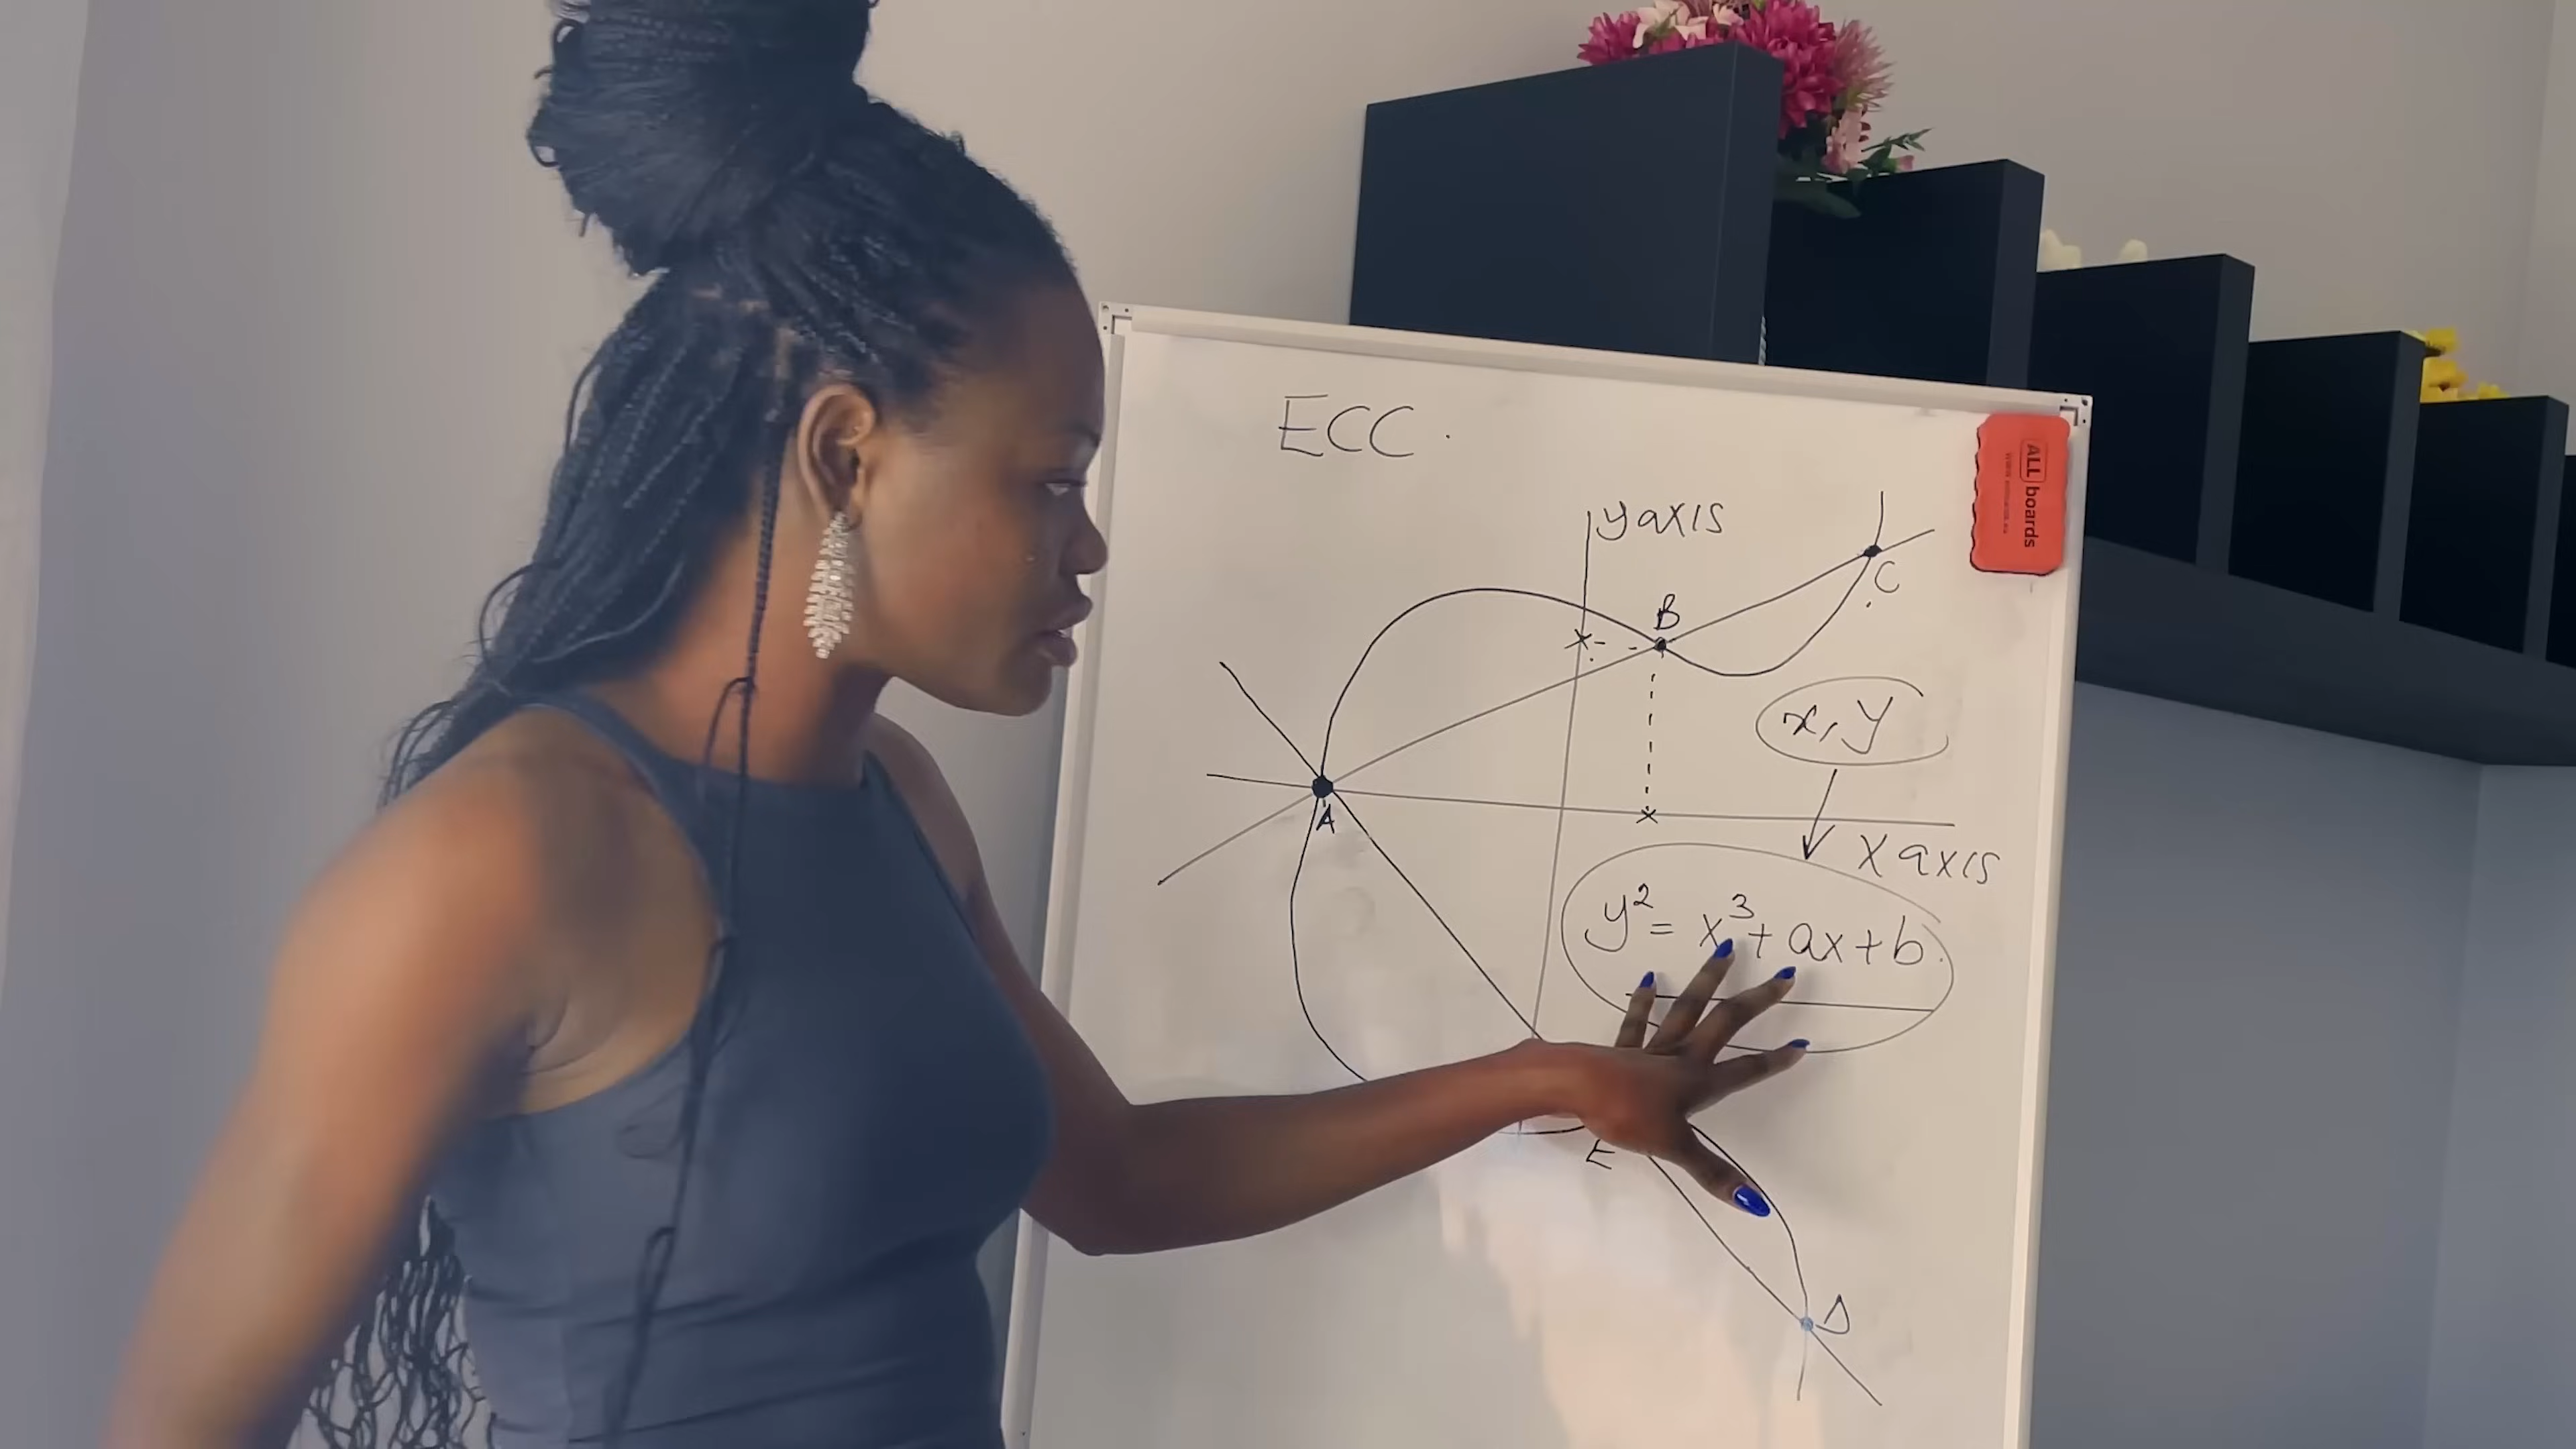 ECC.
y axis
B
C
x, y
A
x axis
y² = x³ + ax + b.
E
D
ALL boards